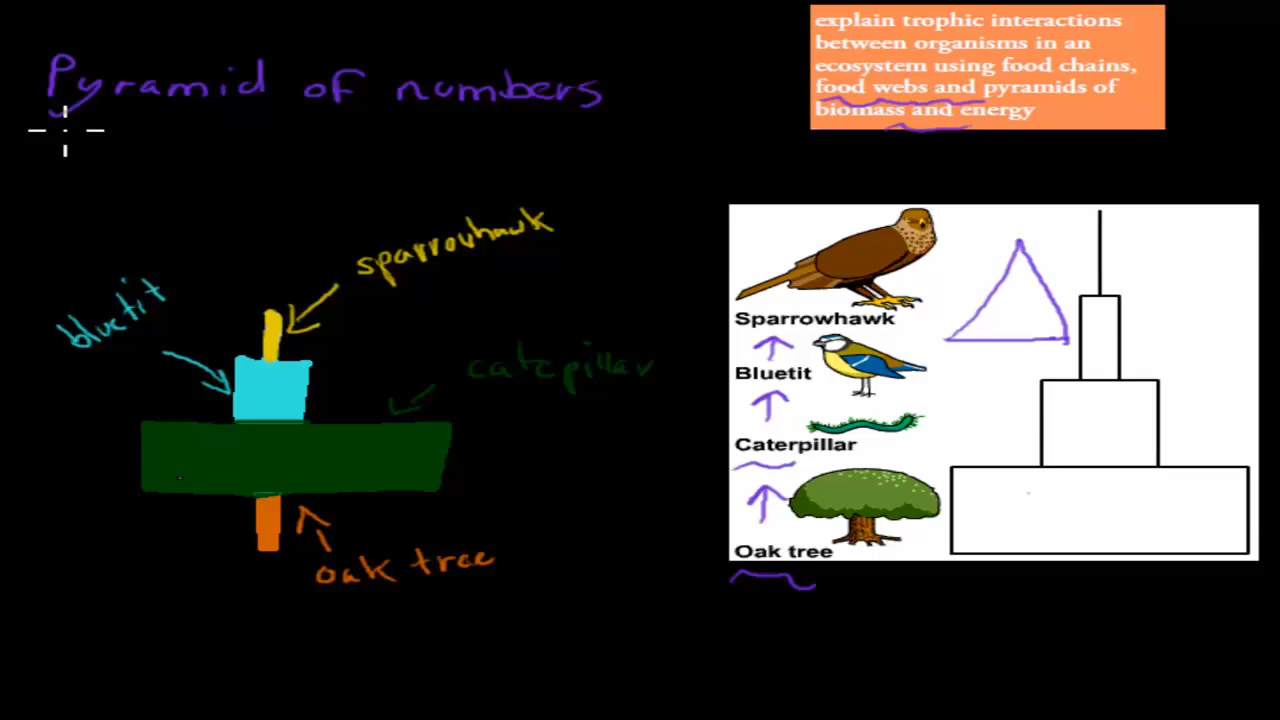 Pyramid of numbers
explain trophic interactions
between organisms in an
ecosystem using food chains,
food webs and pyramids of
biomass and energy
sparrowhawk
bluetit
catepillar
oak tree
Sparrowhawk
Bluetit
Caterpillar
Oak tree